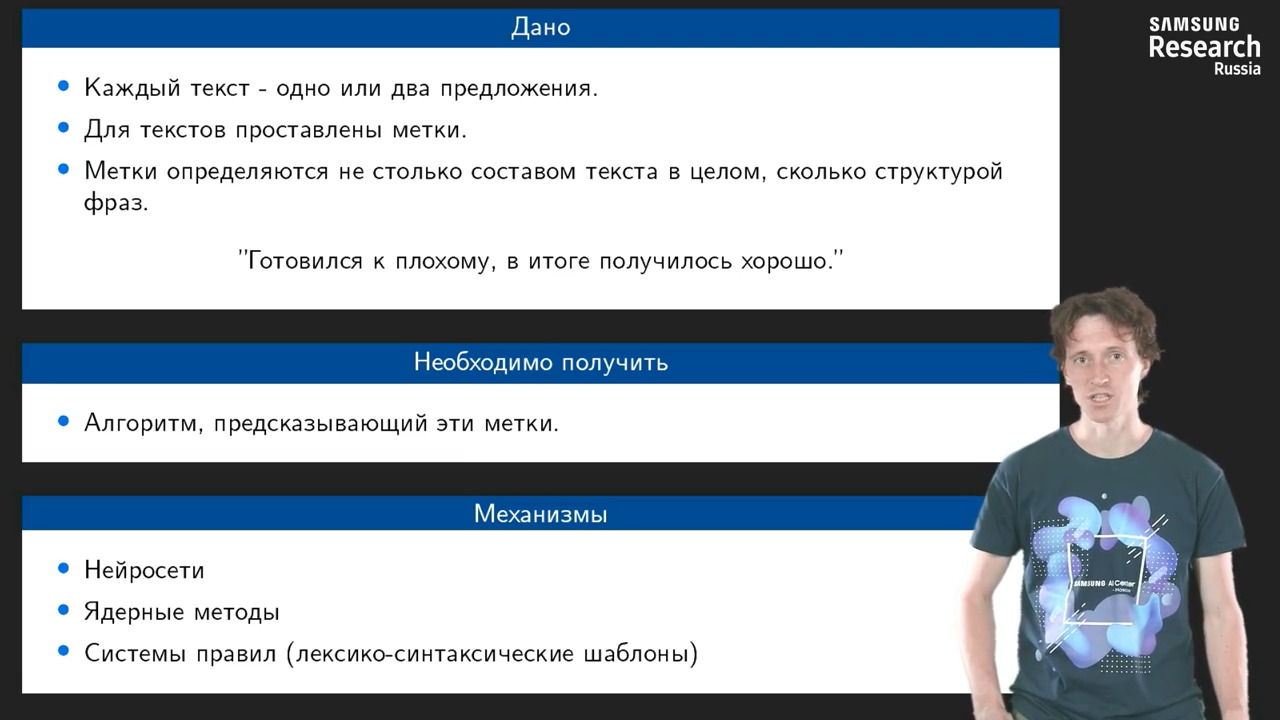 Дано
SAMSUNG
Research
Russia
• Каждый текст - одно или два предложения.
• Для текстов проставлены метки.
• Метки определяются не столько составом текста в целом, сколько структурой
фраз.
”Готовился к плохому, в итоге получилось хорошо.”
Необходимо получить
• Алгоритм, предсказывающий эти метки.
Механизмы
• Нейросети
• Ядерные методы
• Системы правил (лексико-синтаксические шаблоны)
SAMSUNG AI Center
- Moscow